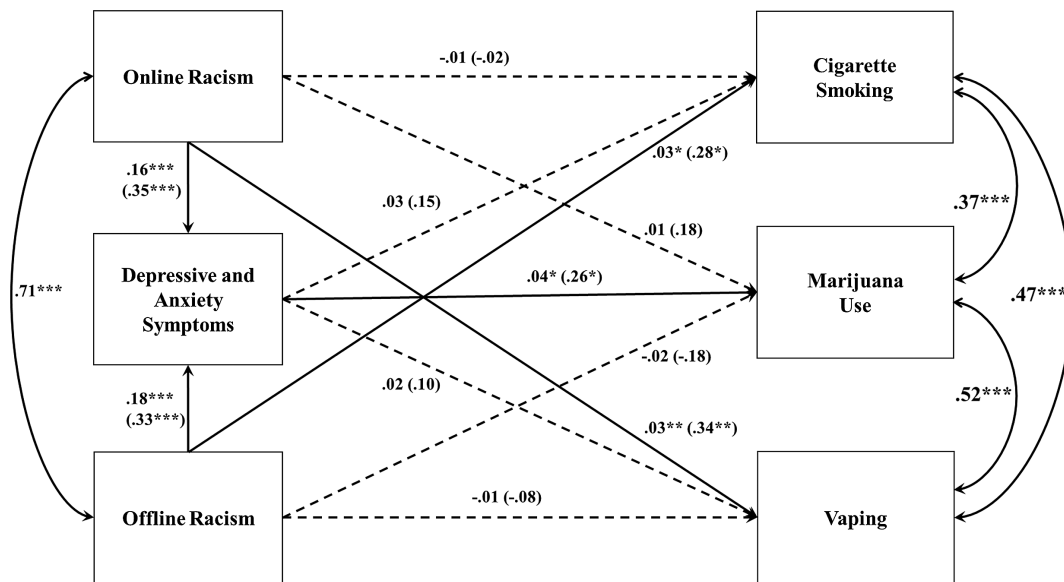 -.01 (-.02)
Online Racism
Cigarette
Smoking
.16***
(.35***)
.03* (.28*)
.37***
.03 (.15)
.01 (.18)
.71***
Depressive and
Anxiety
Symptoms
.04* (.26*)
Marijuana
Use
.47***
-.02 (-.18)
.02 (.10)
.18***
(.33***)
.52***
.03** (.34**)
-.01 (-.08)
Offline Racism
Vaping